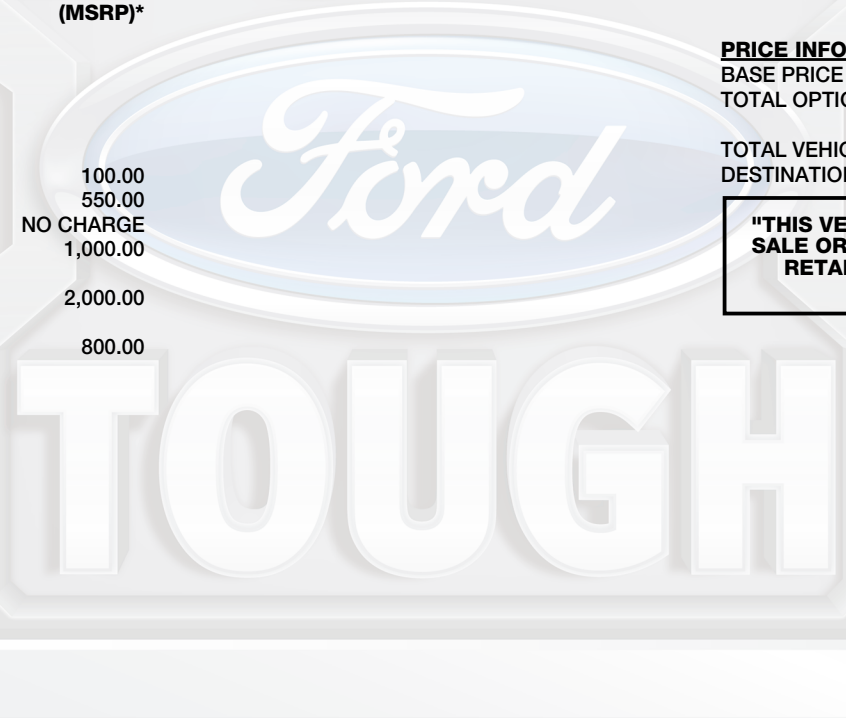 (MSRP)*
100.00
550.00
NO CHARGE
1,000.00
2,000.00
800.00
PRICE INFO
BASE PRICE
TOTAL OPTIO
TOTAL VEHIC
DESTINATION
"THIS VE
SALE OR
RETAI
Ford
TOUGH